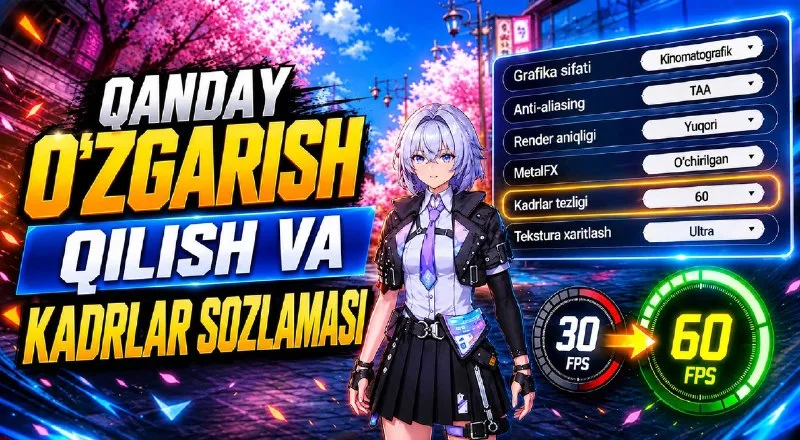 QANDAY
O'ZGARISH
QILISH VA
KADRLAR SOZLAMASI
Grafika sifati Kinomatografik
Anti-aliasing TAA
Render aniqligi Yuqori
MetalFX O'chirilgan
Kadrlar tezligi 60
Tekstura xaritlash Ultra
30
FPS
60
FPS